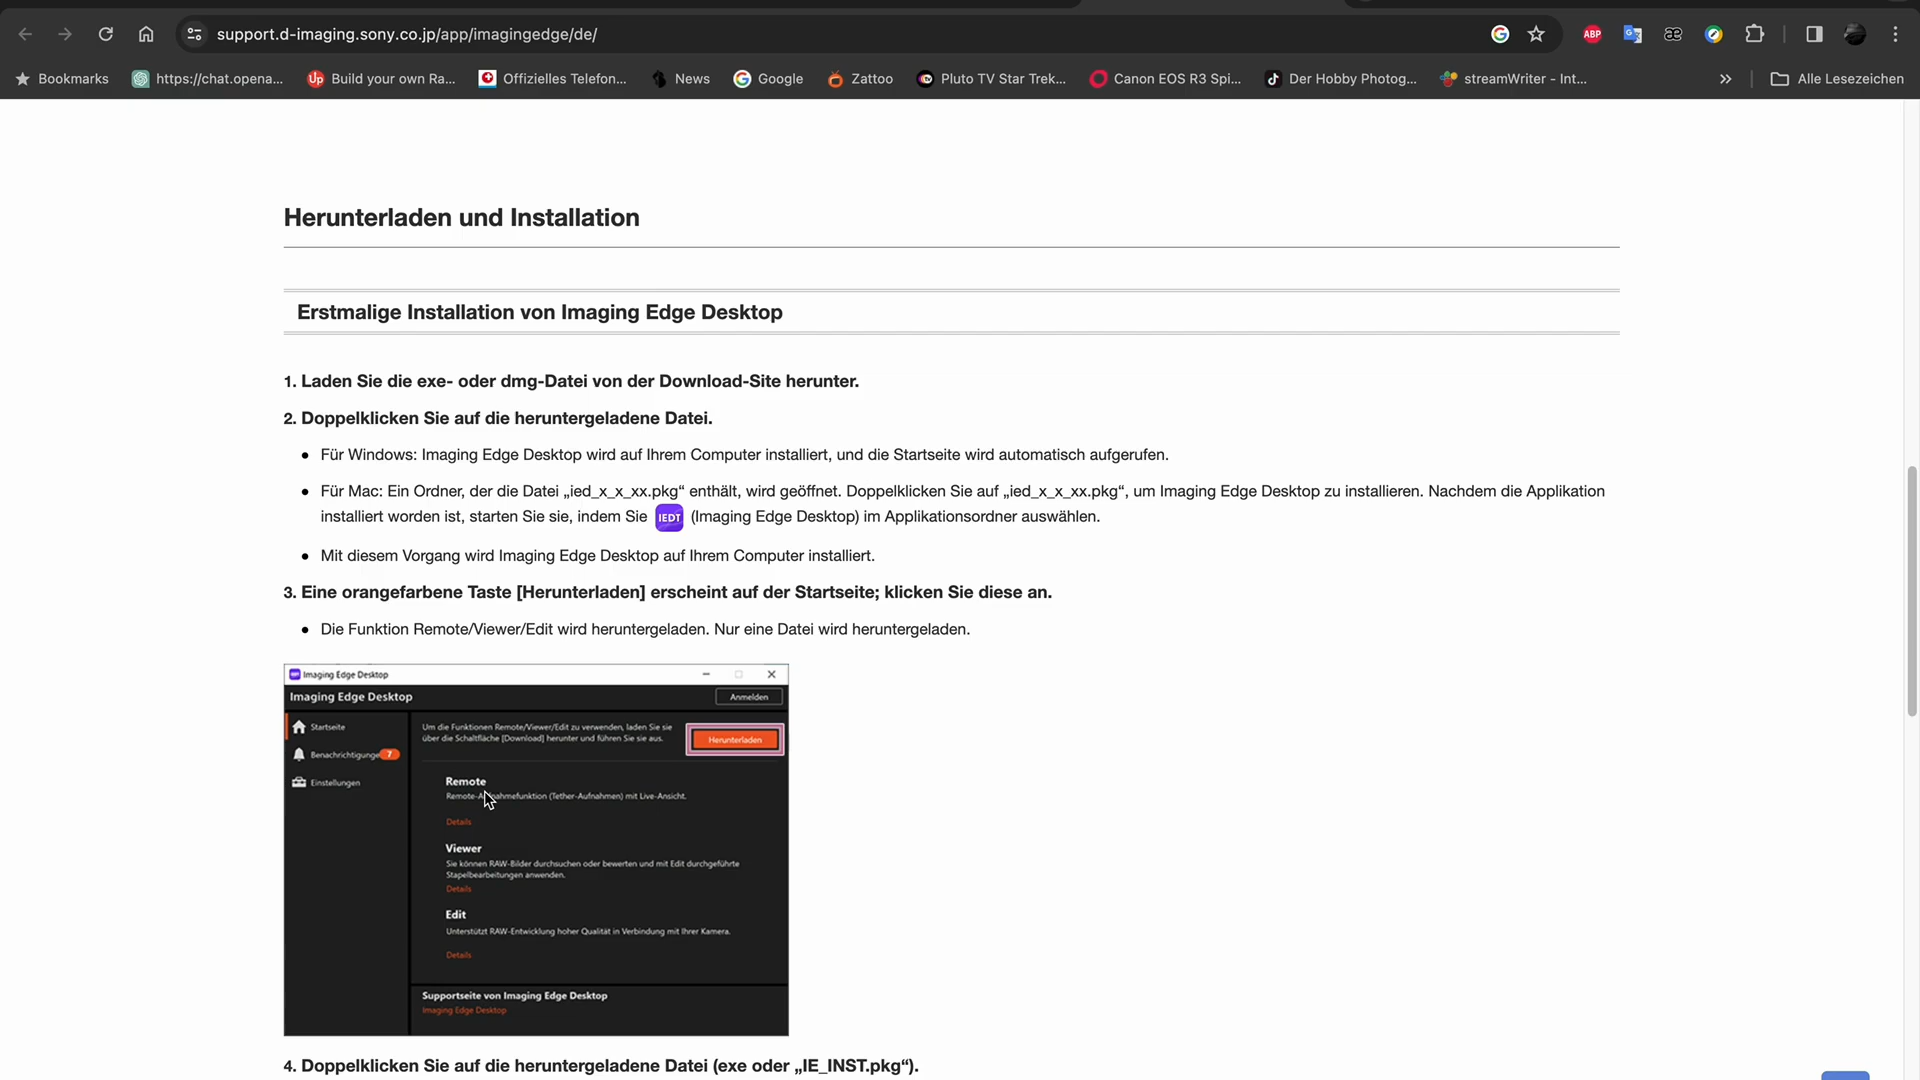 support.d-imaging.sony.co.jp/app/imagingedge/de/
ABP
Bookmarks
https://chat.opena...
Up
Build your own Ra...
Offizielles Telefon...
News
Google
Zattoo
Pluto TV Star Trek...
Canon EOS R3 Spi...
Der Hobby Photog...
streamWriter - Int...
Alle Lesezeichen
Herunterladen und Installation
Erstmalige Installation von Imaging Edge Desktop
1. Laden Sie die exe- oder dmg-Datei von der Download-Site herunter.
2. Doppelklicken Sie auf die heruntergeladene Datei.
• Für Windows: Imaging Edge Desktop wird auf Ihrem Computer installiert, und die Startseite wird automatisch aufgerufen.
• Für Mac: Ein Ordner, der die Datei „ied_x_x_xx.pkg“ enthält, wird geöffnet. Doppelklicken Sie auf „ied_x_x_xx.pkg“, um Imaging Edge Desktop zu installieren. Nachdem die Applikation
installiert worden ist, starten Sie sie, indem Sie IEDT (Imaging Edge Desktop) im Applikationsordner auswählen.
• Mit diesem Vorgang wird Imaging Edge Desktop auf Ihrem Computer installiert.
3. Eine orangefarbene Taste [Herunterladen] erscheint auf der Startseite; klicken Sie diese an.
• Die Funktion Remote/Viewer/Edit wird heruntergeladen. Nur eine Datei wird heruntergeladen.
Imaging Edge Desktop
Imaging Edge Desktop
Anmelden
Startseite
Benachrichtigunge 7
Einstellungen
Um die Funktionen Remote/Viewer/Edit zu verwenden, laden Sie sie
über die Schaltfläche [Download] herunter und führen Sie sie aus.
Herunterladen
Remote
Remote-Aufnahmefunktion (Tether-Aufnahmen) mit Live-Ansicht.
Details
Viewer
Sie können RAW-Bilder durchsuchen oder bewerten und mit Edit durchgeführte
Stapelbearbeitungen anwenden.
Details
Edit
Unterstützt RAW-Entwicklung hoher Qualität in Verbindung mit Ihrer Kamera.
Details
Supportseite von Imaging Edge Desktop
Imaging Edge Desktop
4. Doppelklicken Sie auf die heruntergeladene Datei (exe oder „IE_INST.pkg“).